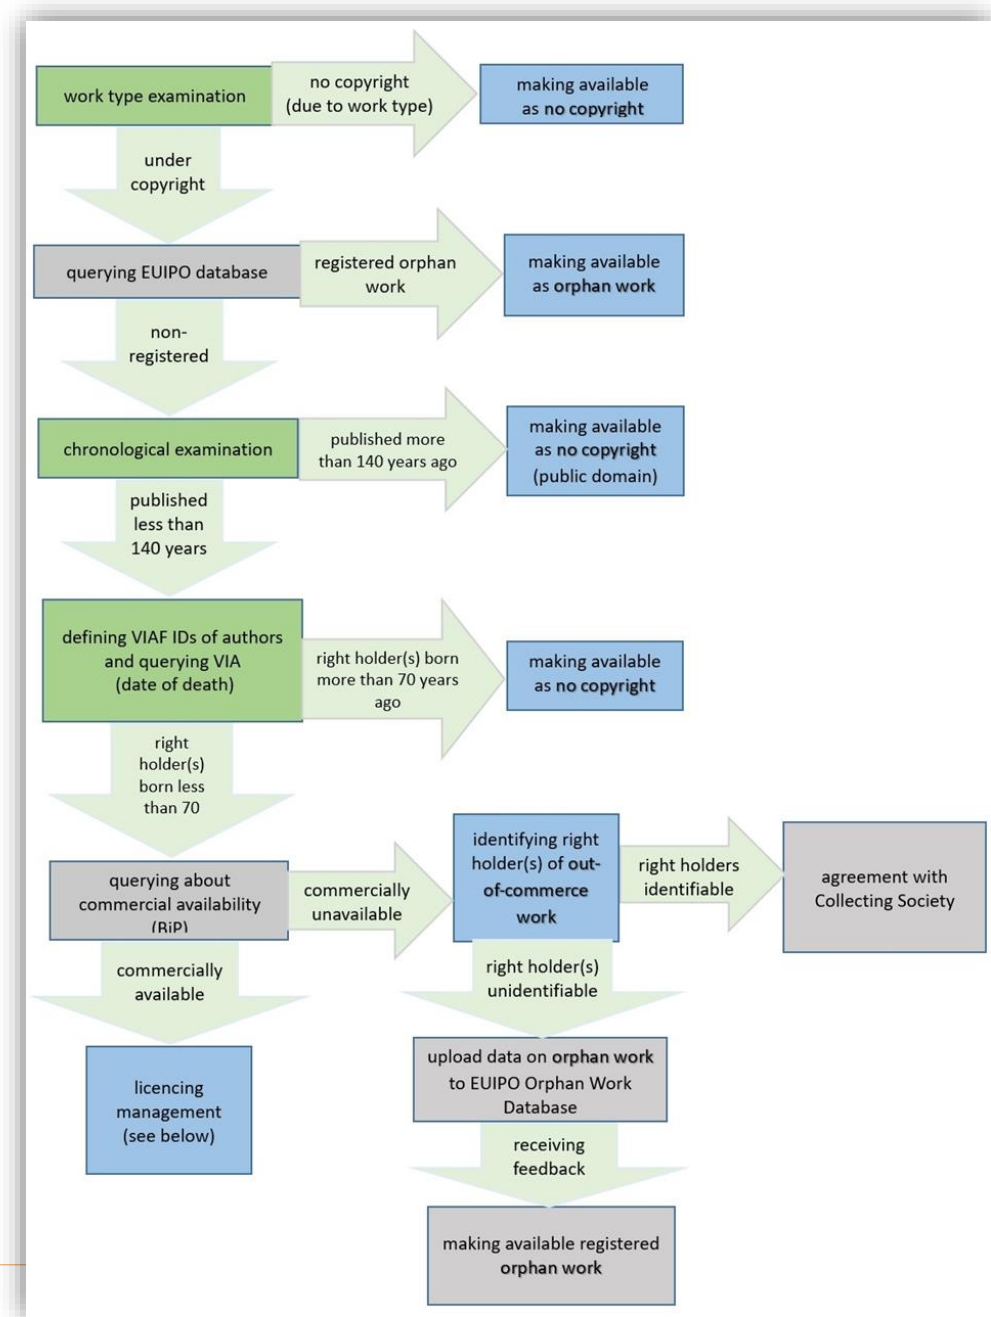 work type examination
no copyright
(due to work type)
making available
as no copyright
under
copyright
querying EUIPO database
registered orphan
work
making available
as orphan work
non-
registered
chronological examination
published more
than 140 years ago
making available
as no copyright
(public domain)
published
less than
140 years
defining VIAF IDs of authors
and querying VIA
(date of death)
right holder(s) born
more than 70 years
ago
making available
as no copyright
right
holder(s)
born less
than 70
querying about
commercial availability
(BiP)
commercially
unavailable
identifying right
holder(s) of out-
of-commerce
work
right holders
identifiable
agreement with
Collecting Society
commercially
available
right holder(s)
unidentifiable
licencing
management
(see below)
upload data on orphan work
to EUIPO Orphan Work
Database
receiving
feedback
making available registered
orphan work